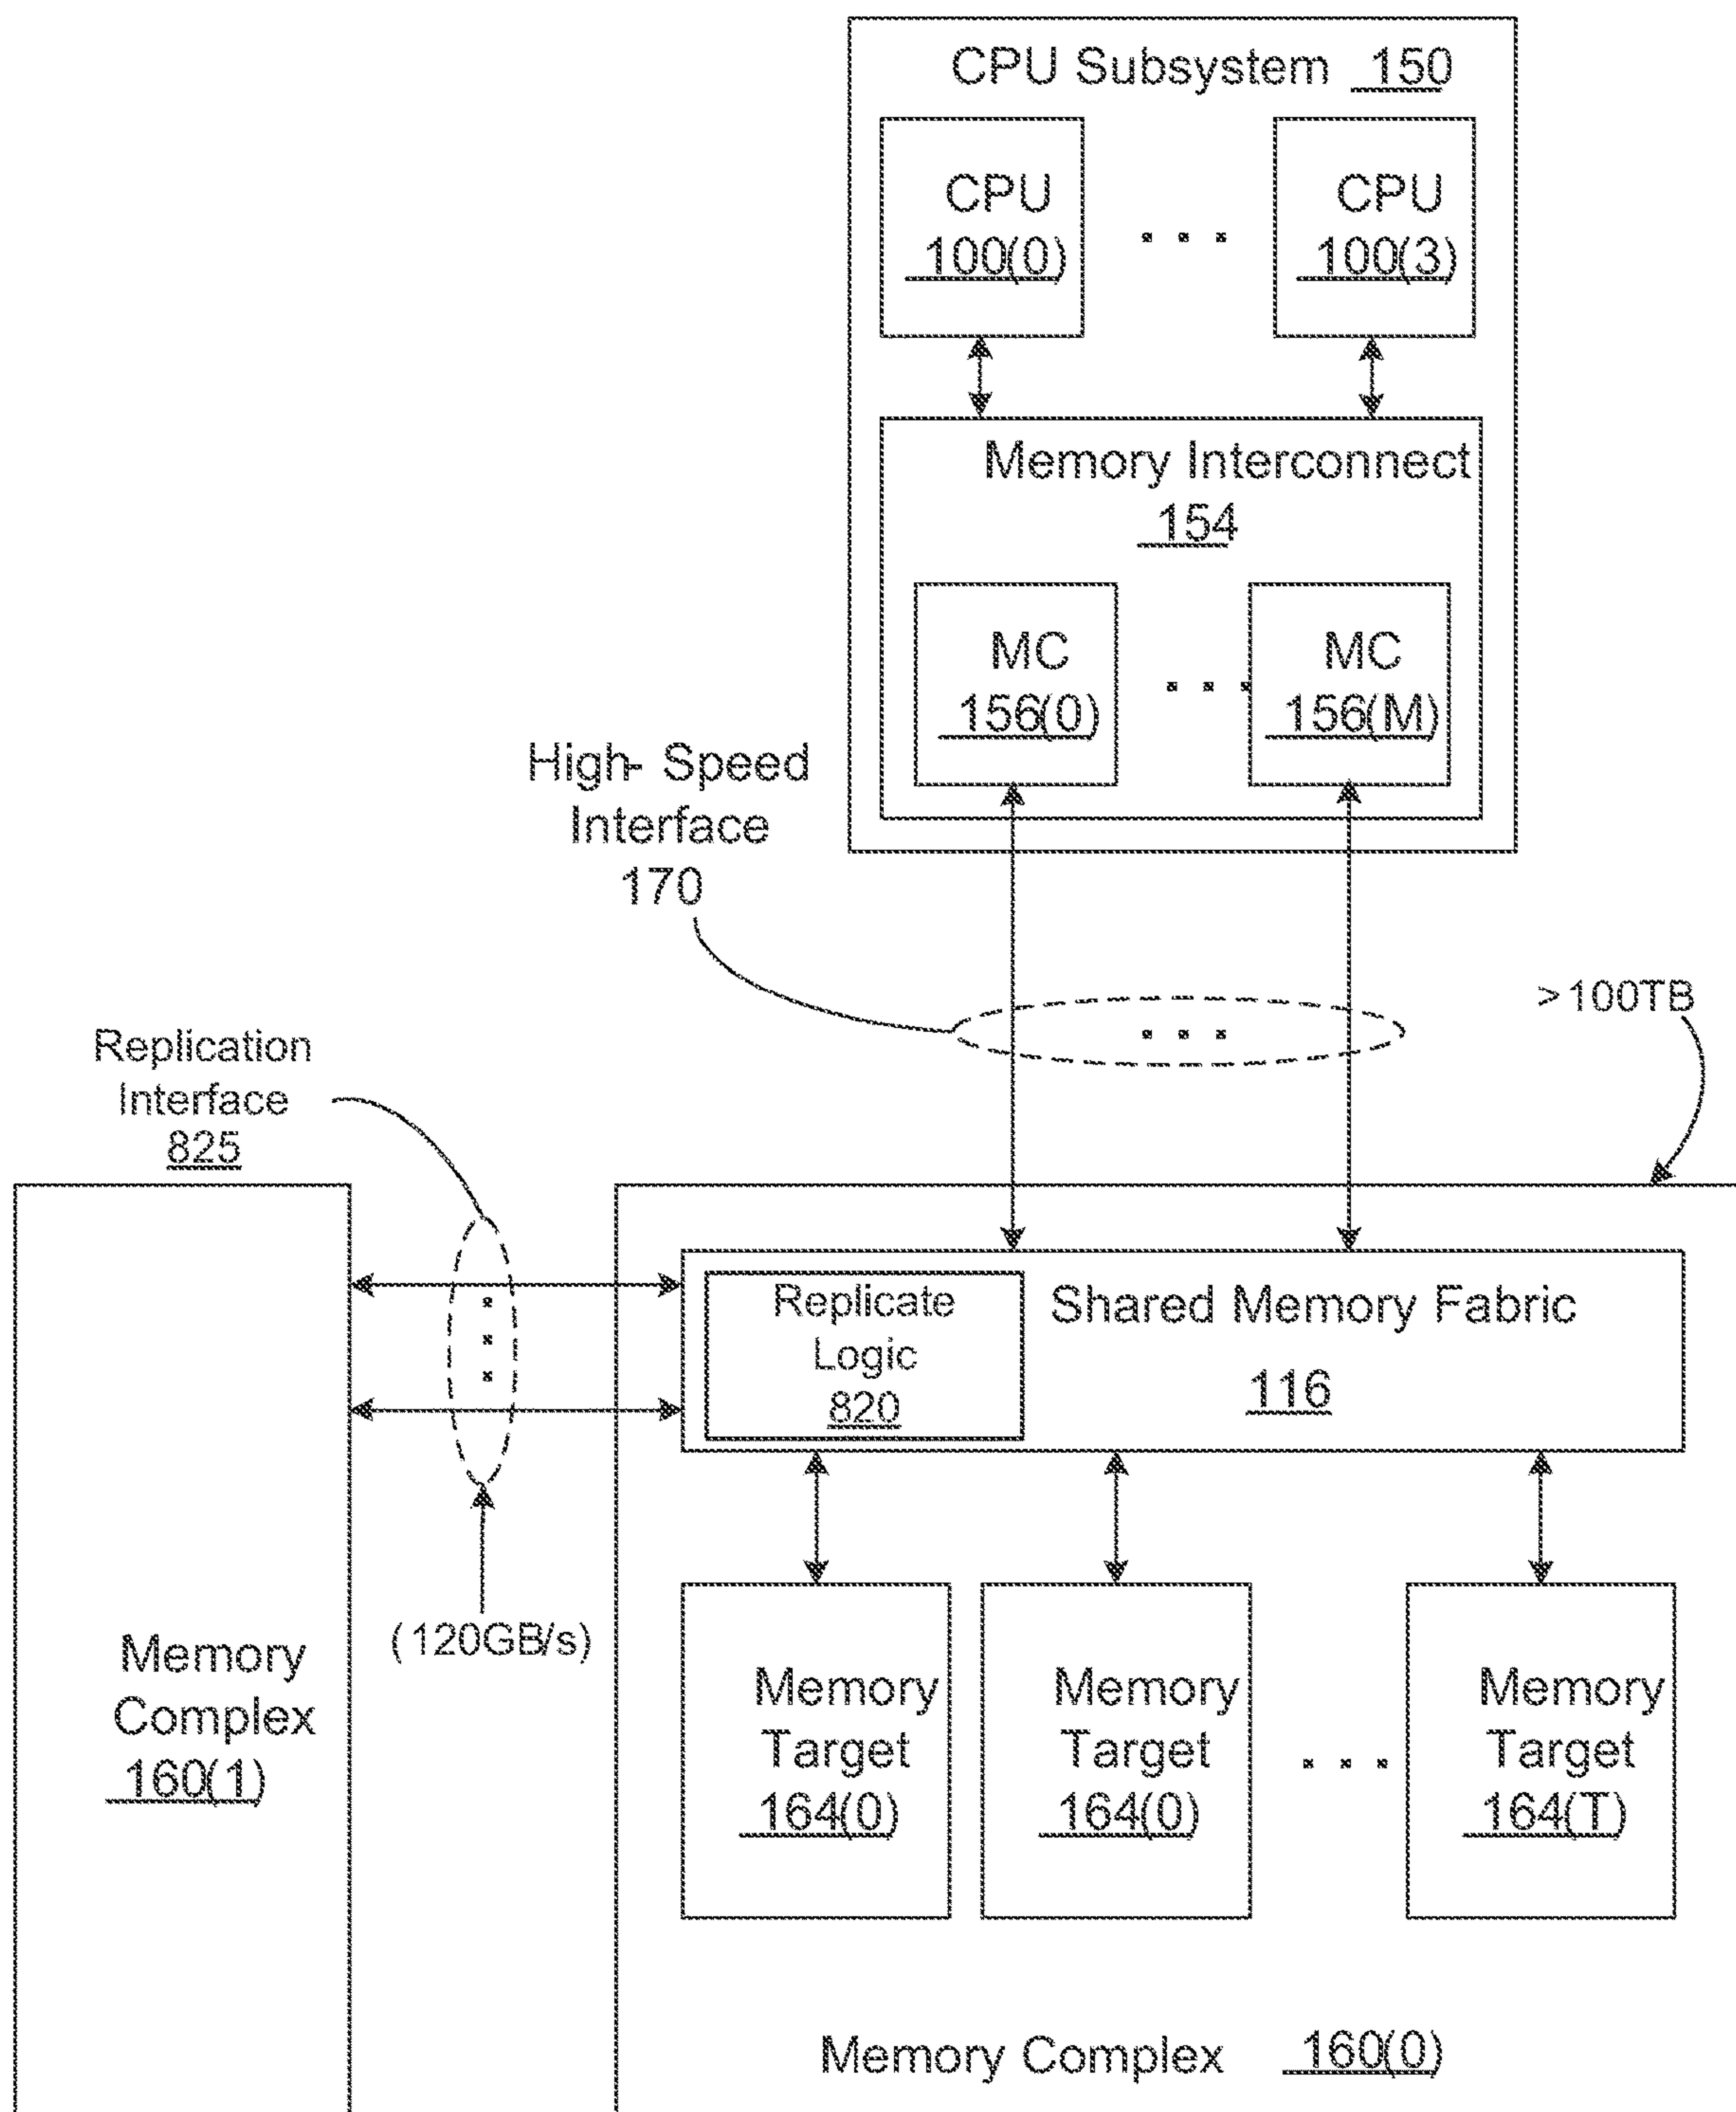 CPU Subsystem 150
CPU
100(0)
. . .
CPU
100(3)
Memory Interconnect
154
MC
156(0)
. . .
MC
156(M)
High- Speed
Interface
170
. . .
>100TB
Replication
Interface
825
Replicate
Logic
820
Shared Memory Fabric
116
(120GB/s)
Memory
Complex
160(1)
Memory
Target
164(0)
Memory
Target
164(0)
. . .
Memory
Target
164(T)
Memory Complex 160(0)